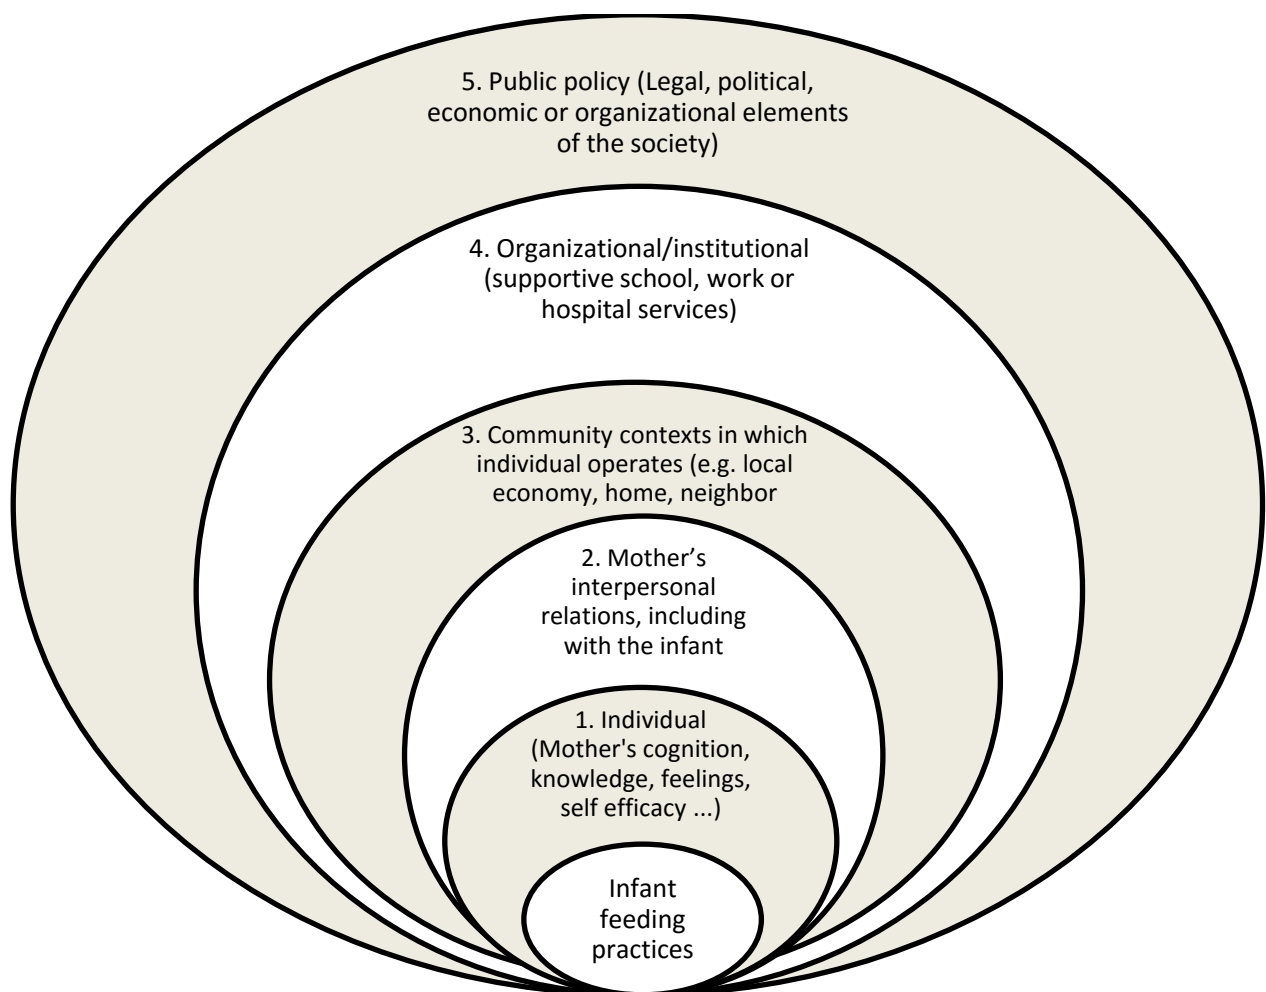 5. Public policy (Legal, political,
economic or organizational elements
of the society)
4. Organizational/institutional
(supportive school, work or
hospital services)
3. Community contexts in which
individual operates (e.g. local
economy, home, neighbor
2. Mother’s
interpersonal
relations, including
with the infant
1. Individual
(Mother's cognition,
knowledge, feelings,
self efficacy ...)
Infant
feeding
practices